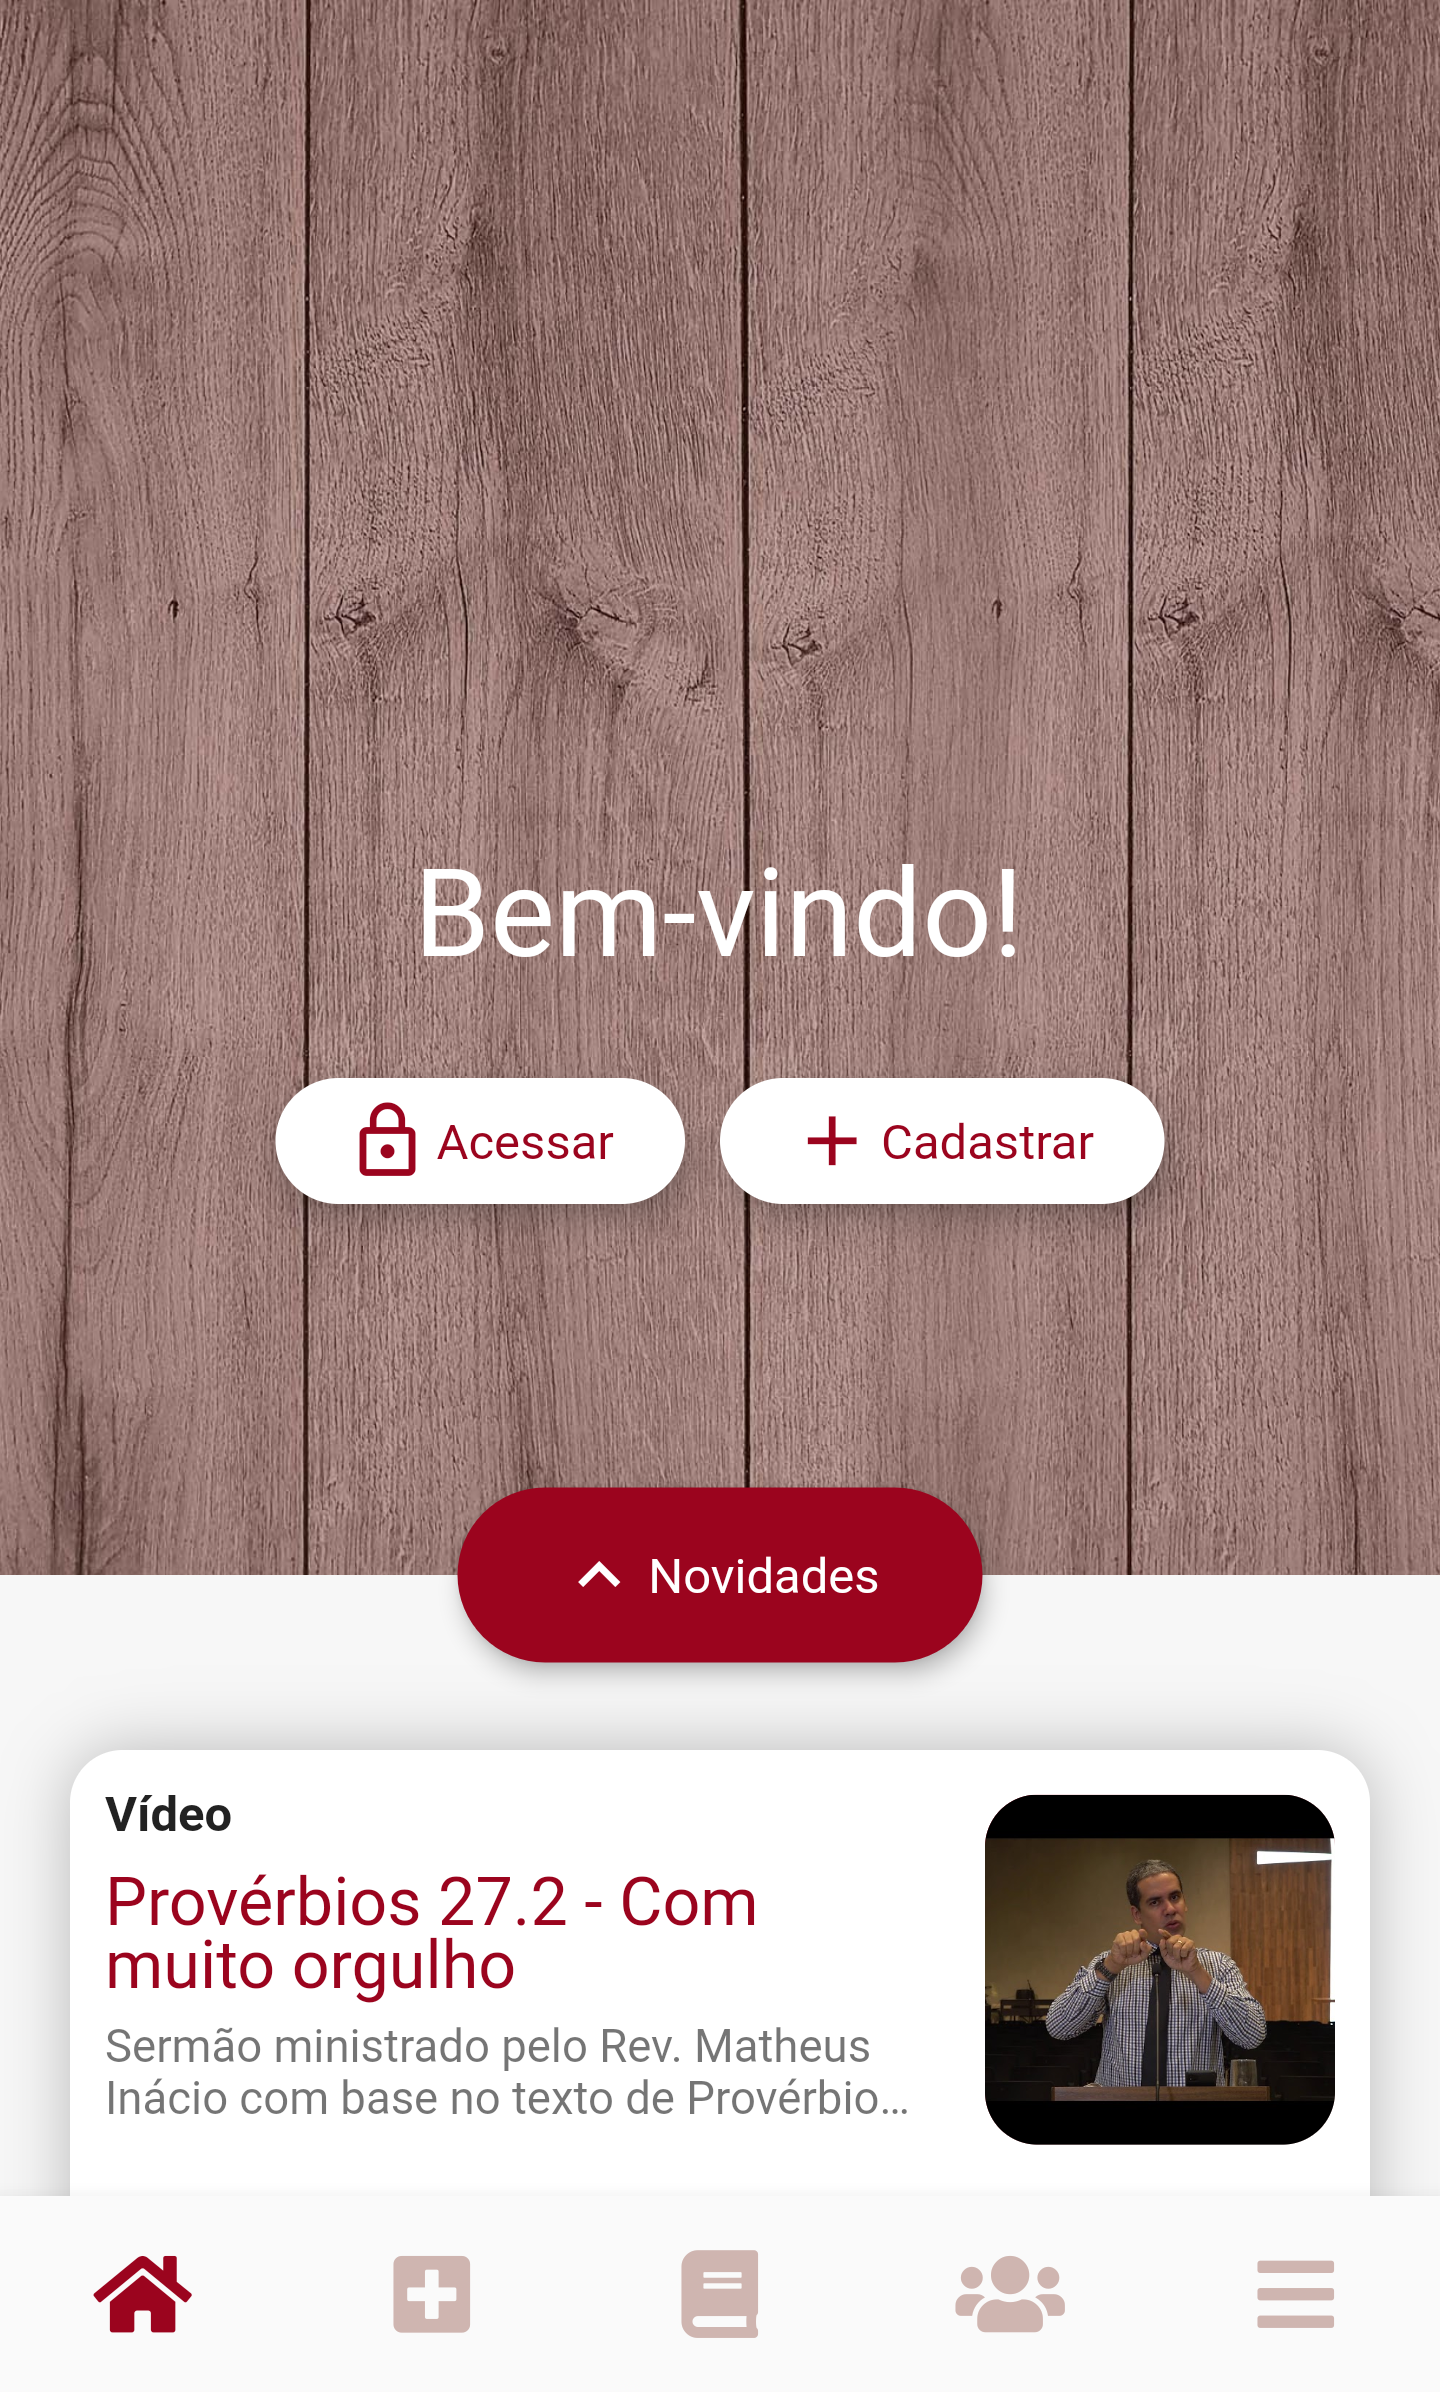 Bem-vindo!
Acessar
Cadastrar
Novidades
Vídeo
Provérbios 27.2 - Com
muito orgulho
Sermão ministrado pelo Rev. Matheus
Inácio com base no texto de Provérbio...